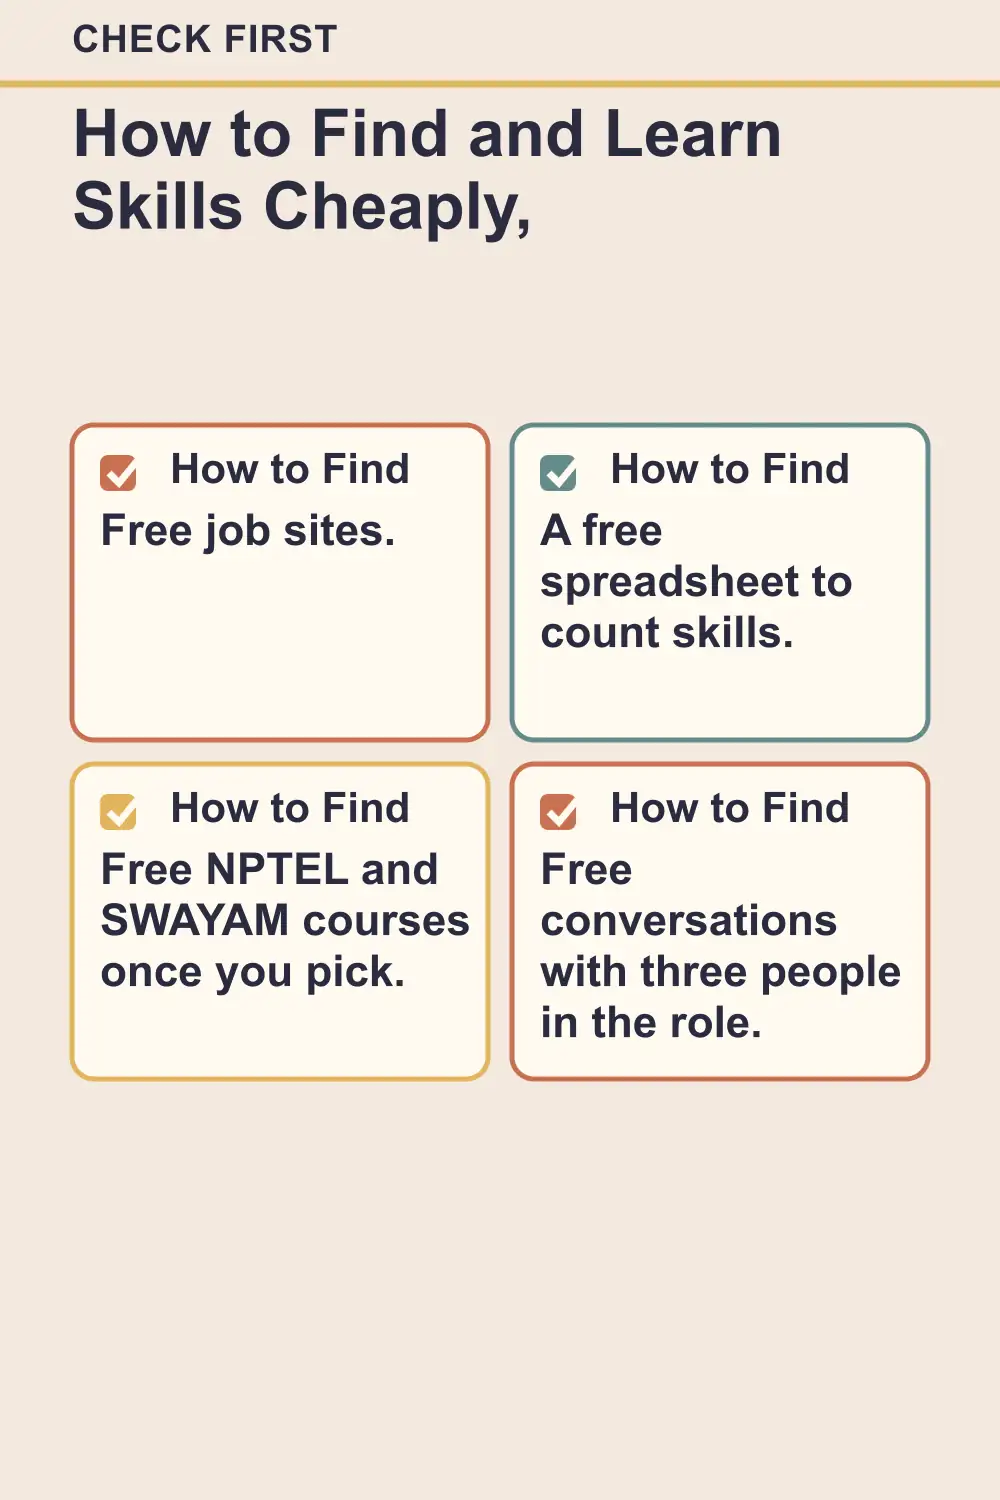 CHECK FIRST
How to Find and Learn
Skills Cheaply,
How to Find
Free job sites.
How to Find
A free
spreadsheet to
count skills.
How to Find
Free NPTEL and
SWAYAM courses
once you pick.
How to Find
Free
conversations
with three people
in the role.